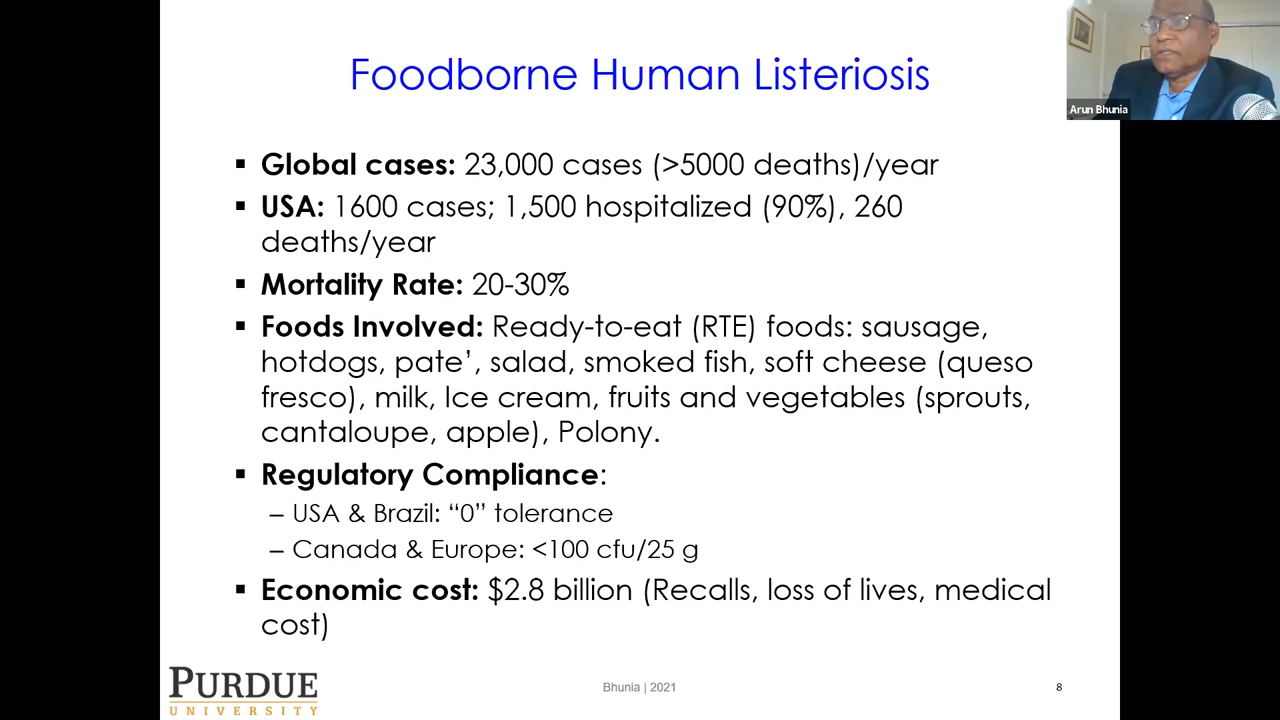 Foodborne Human Listeriosis
Arun Bhunia
▪ Global cases: 23,000 cases (>5000 deaths)/year
▪ USA: 1600 cases; 1,500 hospitalized (90%), 260
deaths/year
▪ Mortality Rate: 20-30%
▪ Foods Involved: Ready-to-eat (RTE) foods: sausage,
hotdogs, pate’, salad, smoked fish, soft cheese (queso
fresco), milk, Ice cream, fruits and vegetables (sprouts,
cantaloupe, apple), Polony.
▪ Regulatory Compliance:
– USA & Brazil: “0” tolerance
– Canada & Europe: <100 cfu/25 g
▪ Economic cost: $2.8 billion (Recalls, loss of lives, medical
cost)
PURDUE
UNIVERSITY
Bhunia | 2021
8